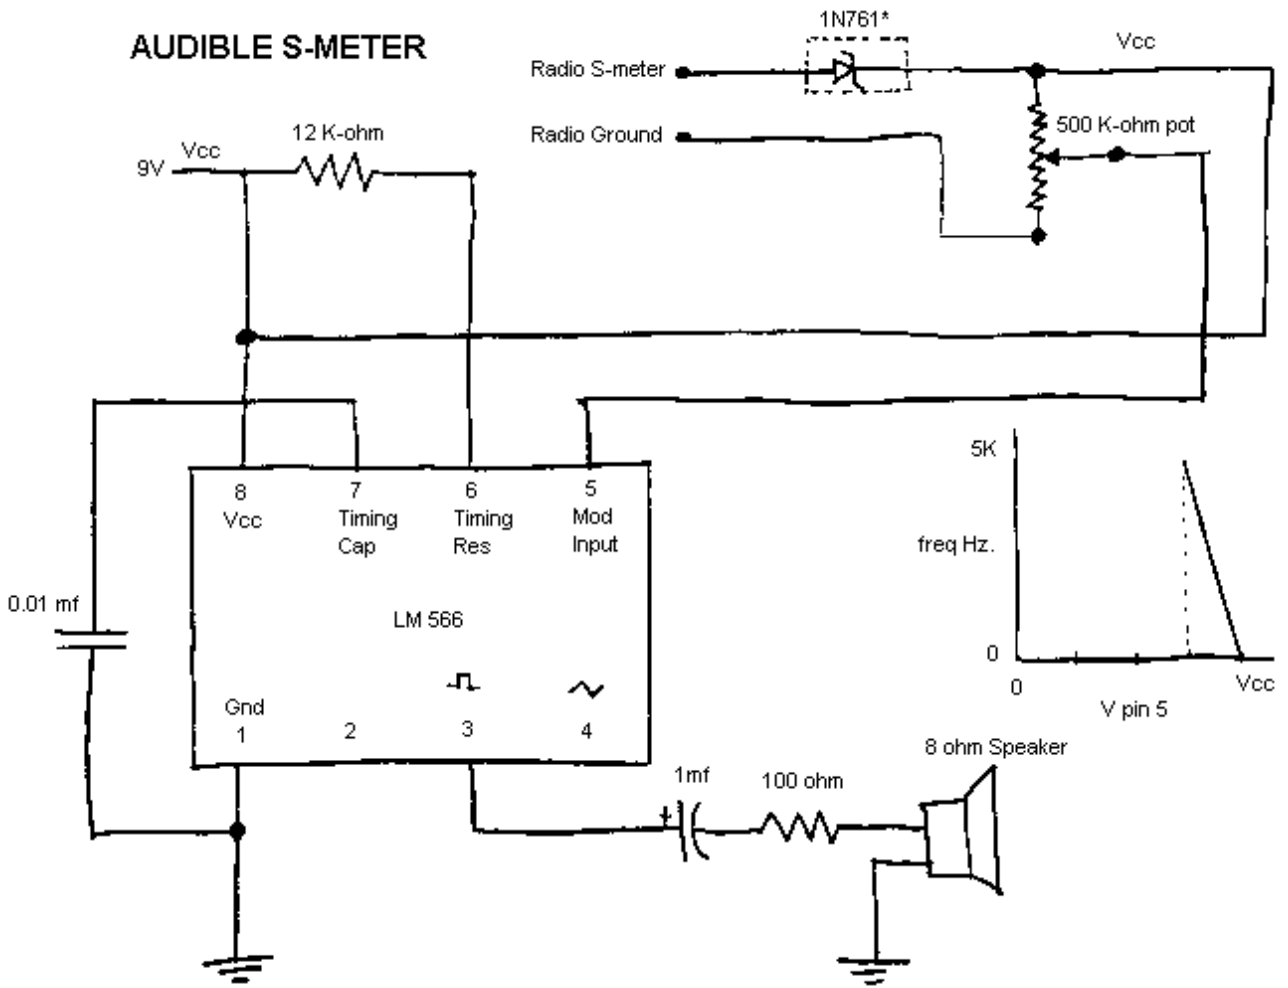 AUDIBLE S-METER
1N761*
Vcc
Radio S-meter
Radio Ground
500 K-ohm pot
12 K-ohm
Vcc
9V
8
Vcc
7
Timing
Cap
6
Timing
Res
5
Mod
Input
LM 566
0.01 mf
Gnd
1
2
3
4
5K
freq Hz.
0
0
Vcc
V pin 5
1mf
100 ohm
8 ohm Speaker